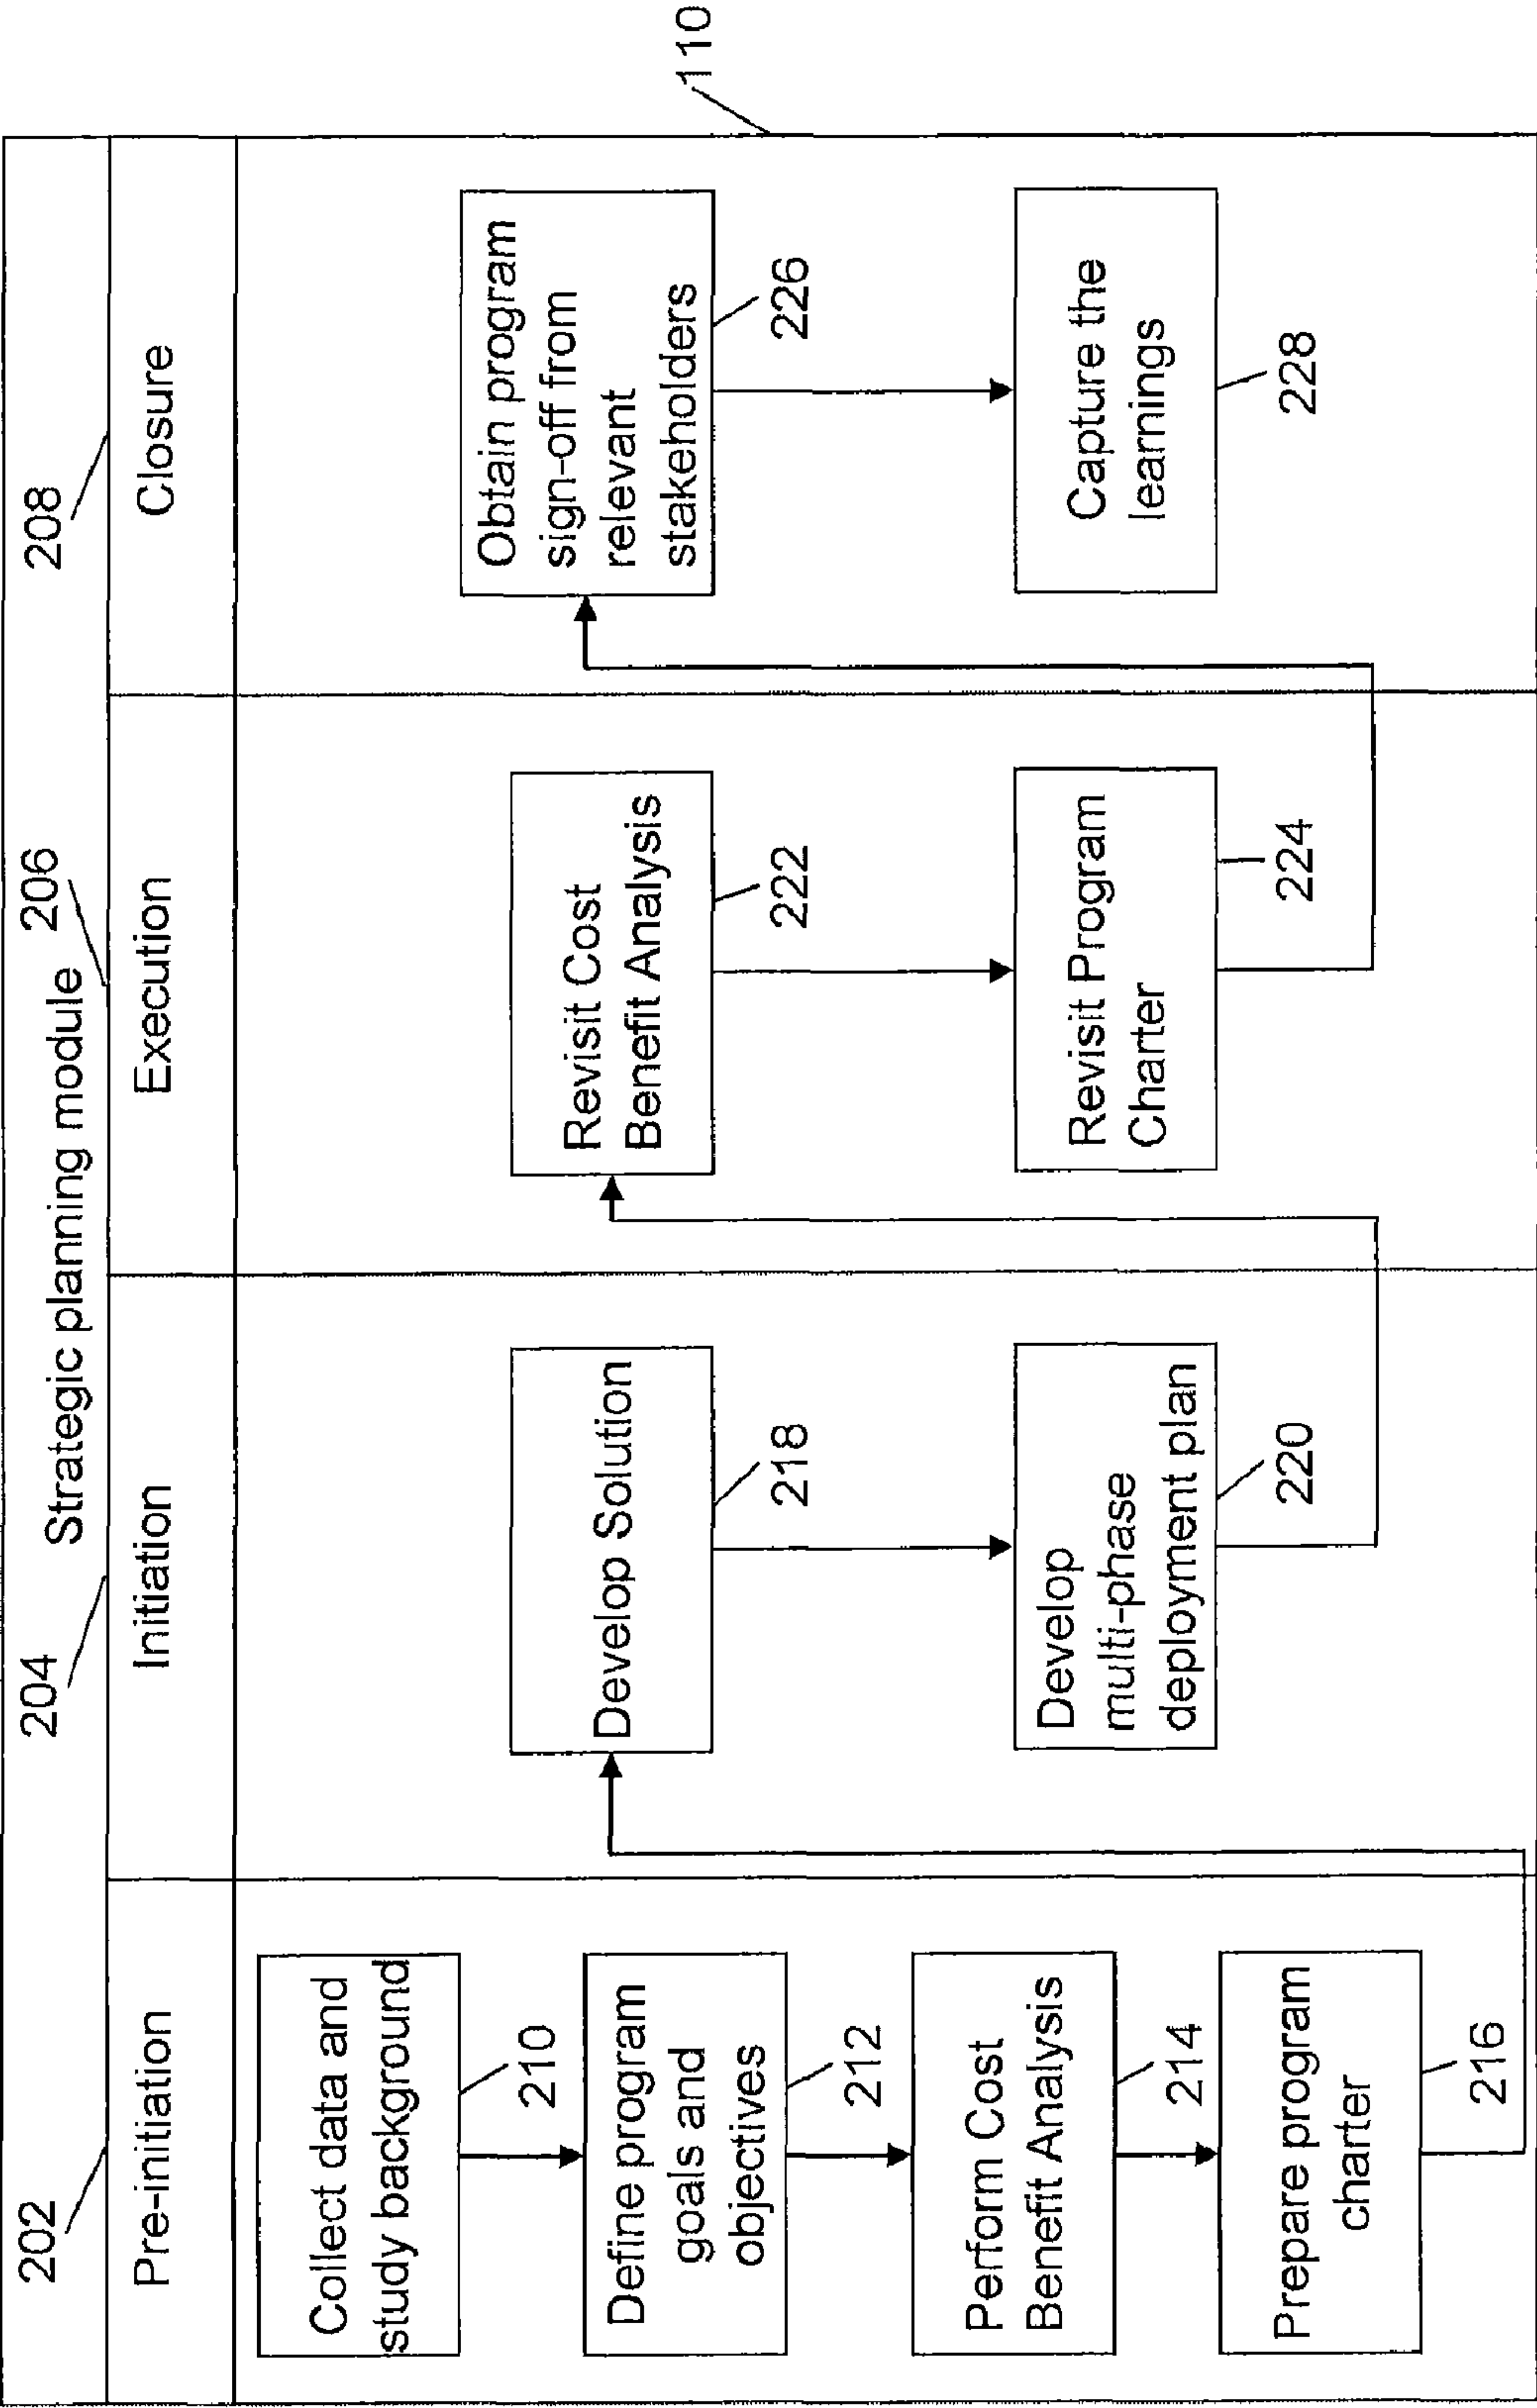 Strategic planning module
202
204
206
208
Pre-initiation
Initiation
Execution
Closure
110
Collect data and
study background
210
Define program
goals and
objectives
212
Perform Cost
Benefit Analysis
214
Prepare program
charter
216
Develop Solution
218
Develop
multi-phase
deployment plan
220
Revisit Cost
Benefit Analysis
222
Revisit Program
Charter
224
Obtain program
sign-off from
relevant
stakeholders
226
Capture the
learnings
228